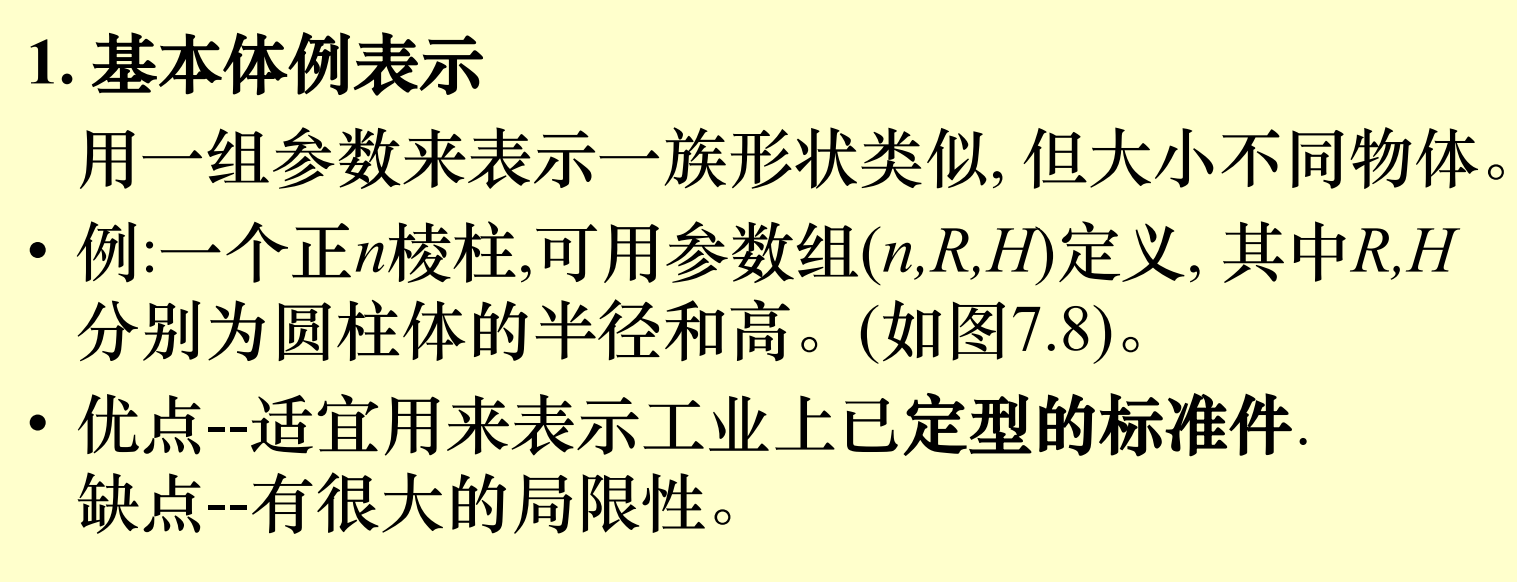 1. 基本体例表示
用一组参数来表示一族形状类似, 但大小不同物体。
• 例:一个正n棱柱,可用参数组(n,R,H)定义, 其中R,H
分别为圆柱体的半径和高。(如图7.8)。
• 优点--适宜用来表示工业上已定型的标准件.
缺点--有很大的局限性。